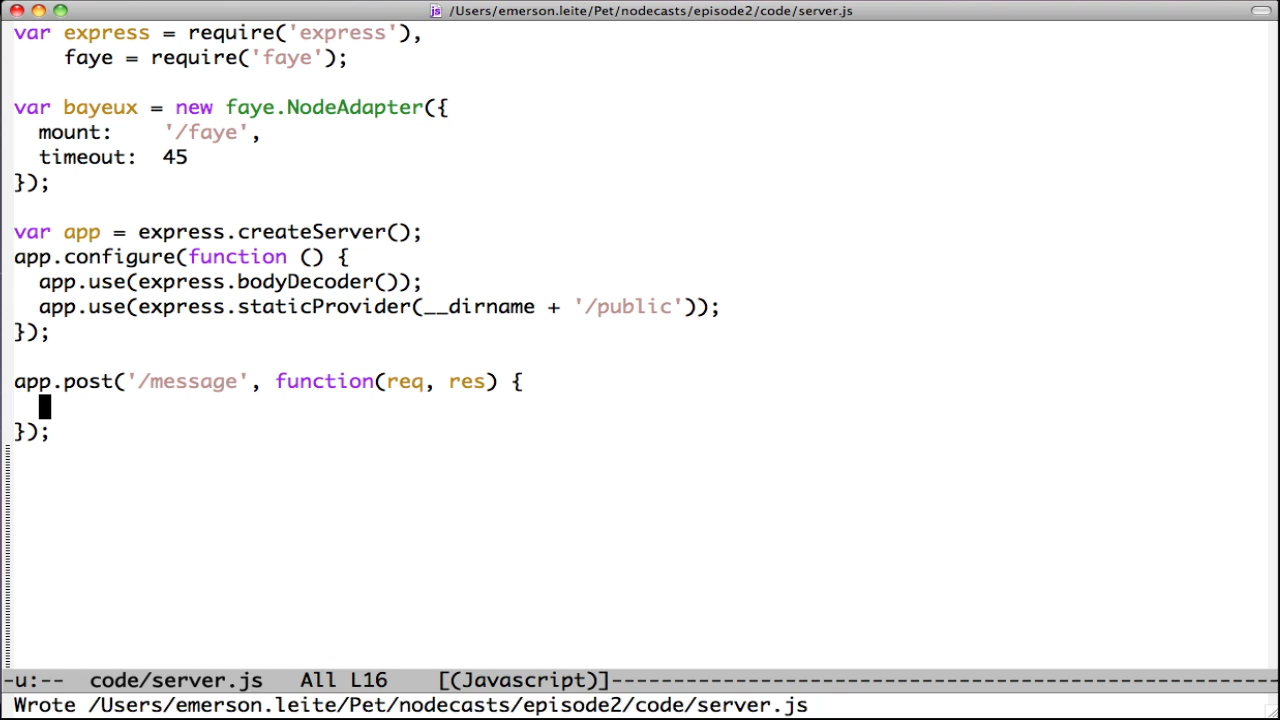 /Users/emerson.leite/Pet/nodecasts/episode2/code/server.js
var express = require('express'),
    faye = require('faye');
var bayeux = new faye.NodeAdapter({
  mount:    '/faye',
  timeout:  45
});
var app = express.createServer();
app.configure(function () {
  app.use(express.bodyDecoder());
  app.use(express.staticProvider(__dirname + '/public'));
});
app.post('/message', function(req, res) {
});
-u:--  code/server.js   All L16    [(Javascript)]------------------------------------------------------
Wrote /Users/emerson.leite/Pet/nodecasts/episode2/code/server.js